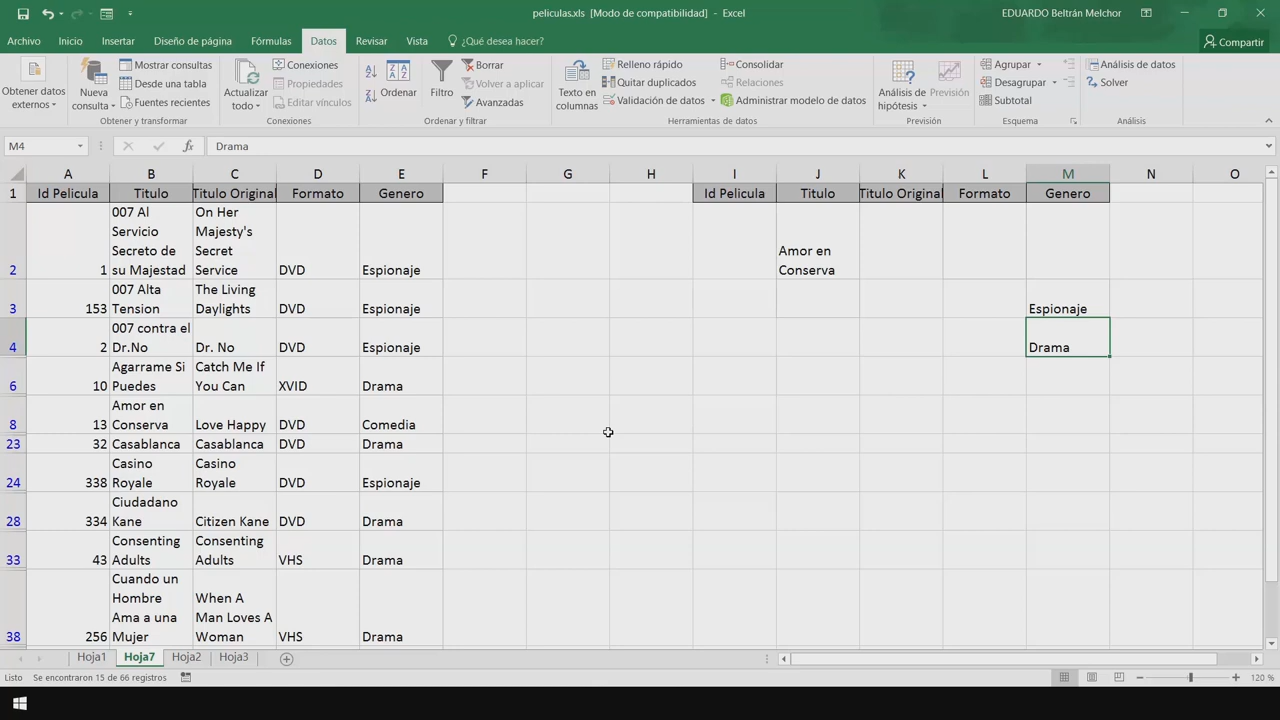 peliculas.xls [Modo de compatibilidad] - Excel
EDUARDO Beltrán Melchor
Archivo Inicio Insertar Diseño de página Fórmulas Datos Revisar Vista ¿Qué desea hacer? Compartir
Obtener datos externos
Nueva consulta
Mostrar consultas
Desde una tabla
Fuentes recientes
Obtener y transformar
Actualizar todo
Conexiones
Propiedades
Editar vínculos
Conexiones
Ordenar
Filtro
Borrar
Volver a aplicar
Avanzadas
Ordenar y filtrar
Texto en columnas
Relleno rápido
Quitar duplicados
Validación de datos
Consolidar
Relaciones
Administrar modelo de datos
Herramientas de datos
Análisis de hipótesis
Previsión
Previsión
Agrupar
Desagrupar
Subtotal
Esquema
Análisis de datos
Solver
Análisis
M4 fx Drama
A B C D E F G H I J K L M N O
1 Id Pelicula Titulo Titulo Original Formato Genero Id Pelicula Titulo Titulo Original Formato Genero
007 Al On Her
Servicio Majesty's
Secreto de Secret Amor en
2 1 su Majestad Service DVD Espionaje Conserva
007 Alta The Living
3 153 Tension Daylights DVD Espionaje Espionaje
007 contra el
4 2 Dr.No Dr. No DVD Espionaje Drama
Agarrame Si Catch Me If
6 10 Puedes You Can XVID Drama
Amor en
8 13 Conserva Love Happy DVD Comedia
23 32 Casablanca Casablanca DVD Drama
Casino Casino
24 338 Royale Royale DVD Espionaje
Ciudadano
28 334 Kane Citizen Kane DVD Drama
Consenting Consenting
33 43 Adults Adults VHS Drama
Cuando un
Hombre When A
Ama a una Man Loves A
38 256 Mujer Woman VHS Drama
Hoja1 Hoja7 Hoja2 Hoja3
Listo Se encontraron 15 de 66 registros 120 %